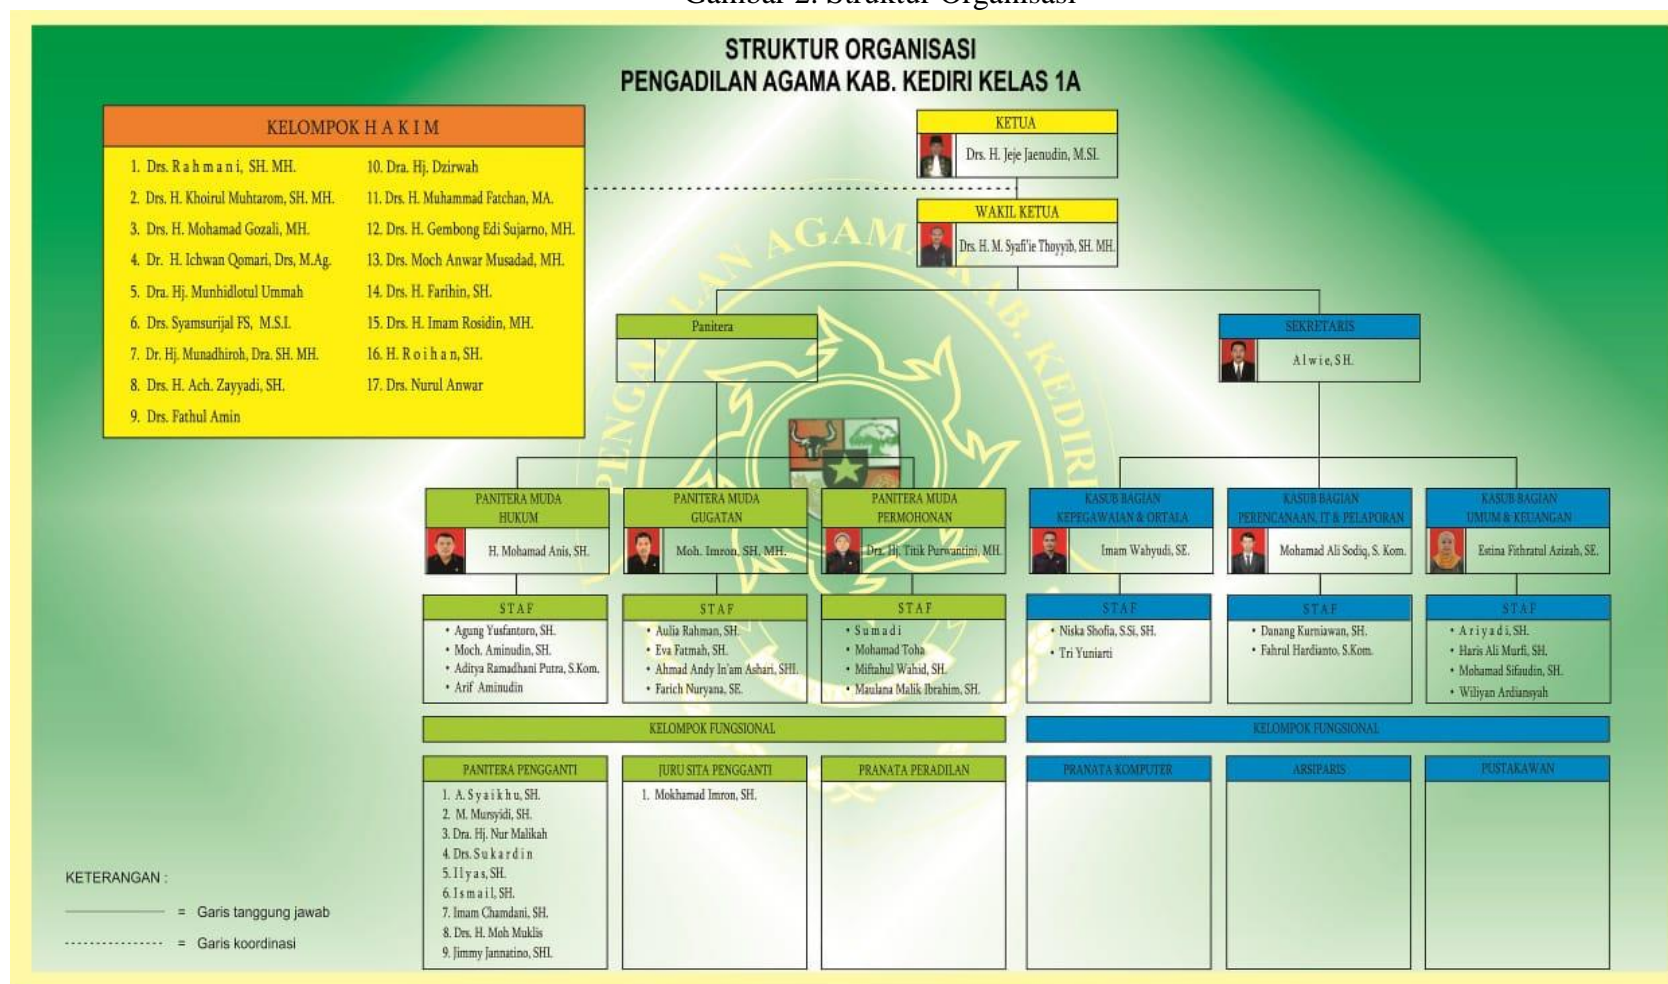 Gambar 2. Struktur Organisasi
STRUKTUR ORGANISASI
PENGADILAN AGAMA KAB. KEDIRI KELAS 1A
KELOMPOK H A K I M
1. Drs. R a h m a n i, SH. MH.
2. Drs. H. Khoirul Muhtarom, SH. MH.
3. Drs. H. Mohamad Gozali, MH.
4. Dr. H. Ichwan Qomari, Drs, M.Ag.
5. Dra. Hj. Munhidlotul Ummah
6. Drs. Syamsurijal FS, M.S.I.
7. Dr. Hj. Munadhiroh, Dra. SH. MH.
8. Drs. H. Ach. Zayyadi, SH.
9. Drs. Fathul Amin
10. Dra. Hj. Dzirwah
11. Drs. H. Muhammad Fatchan, MA.
12. Drs. H. Gembong Edi Sujarno, MH.
13. Drs. Moch Anwar Musadad, MH.
14. Drs. H. Farihin, SH.
15. Drs. H. Imam Rosidin, MH.
16. H. R o i h a n, SH.
17. Drs. Nurul Anwar
KETUA
Drs. H. Jeje Jaenudin, M.SI.
WAKIL KETUA
Drs. H. M. Syafi'ie Thoyyib, SH. MH.
PENGADILAN AGAMA KAB. KEDIRI
Panitera
SEKRETARIS
A l w i e, S H.
PANITERA MUDA
HUKUM
H. Mohamad Anis, SH.
PANITERA MUDA
GUGATAN
Moh. Imron, SH, MH.
PANITERA MUDA
PERMOHONAN
Dra. Hj. Titik Purwantini, MH.
KASUB BAGIAN
KEPEGAWAIAN & ORTALA
Imam Wahyudi, SE.
KASUB BAGIAN
PERENCANAAN, IT & PELAPORAN
Mohamad Ali Sodiq, S. Kom.
KASUB BAGIAN
UMUM & KEUANGAN
Estina Fithratul Azizah, SE.
S T A F
• Agung Yusfantoro, SH.
• Moch. Aminudin, SH.
• Aditya Ramadhani Putra, S.Kom.
• Arif Aminudin
S T A F
• Aulia Rahman, SH.
• Eva Fatmah, SH.
• Ahmad Andy In'am Ashari, SHI.
• Farich Nuryana, SE.
S T A F
• S u m a d i
• Mohamad Toha
• Miftahul Wahid, SH.
• Maulana Malik Ibrahim, SH.
S T A F
• Niska Shofia, S.Si, SH.
• Tri Yuniarti
S T A F
• Danang Kurniawan, SH.
• Fahrul Hardianto, S.Kom.
S T A F
• A r i y a d i, SH.
• Haris Ali Murfi, SH.
• Mohamad Sifaudin, SH.
• Wiliyan Ardiansyah
KELOMPOK FUNGSIONAL
KELOMPOK FUNGSIONAL
PANITERA PENGGANTI
1. A. S y a i k h u, SH.
2. M. Mursyidi, SH.
3. Dra. Hj. Nur Malikah
4. Drs. S u k a r d i n
5. I l y a s, SH.
6. I s m a i l, SH.
7. Imam Chamdani, SH.
8. Drs. H. Moh Muklis
9. Jimmy Jannatino, SHI.
JURU SITA PENGGANTI
1. Mokhamad Imron, SH.
PRANATA PERADILAN
PRANATA KOMPUTER
ARSIPARIS
PUSTAKAWAN
KETERANGAN :
= Garis tanggung jawab
= Garis koordinasi